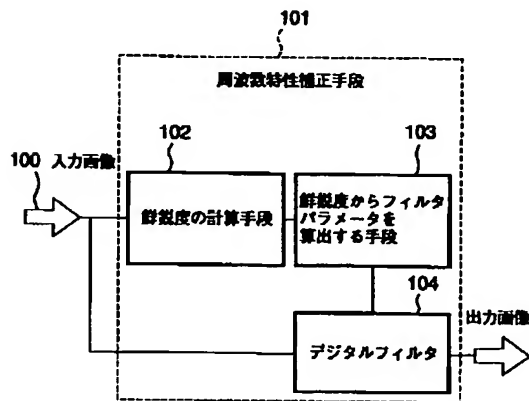 101
周波数特性補正手段
102
103
100 入力画像
鮮鋭度の計算手段
鮮鋭度からフィルタ
パラメータを
算出する手段
104
出力画像
デジタルフィルタ